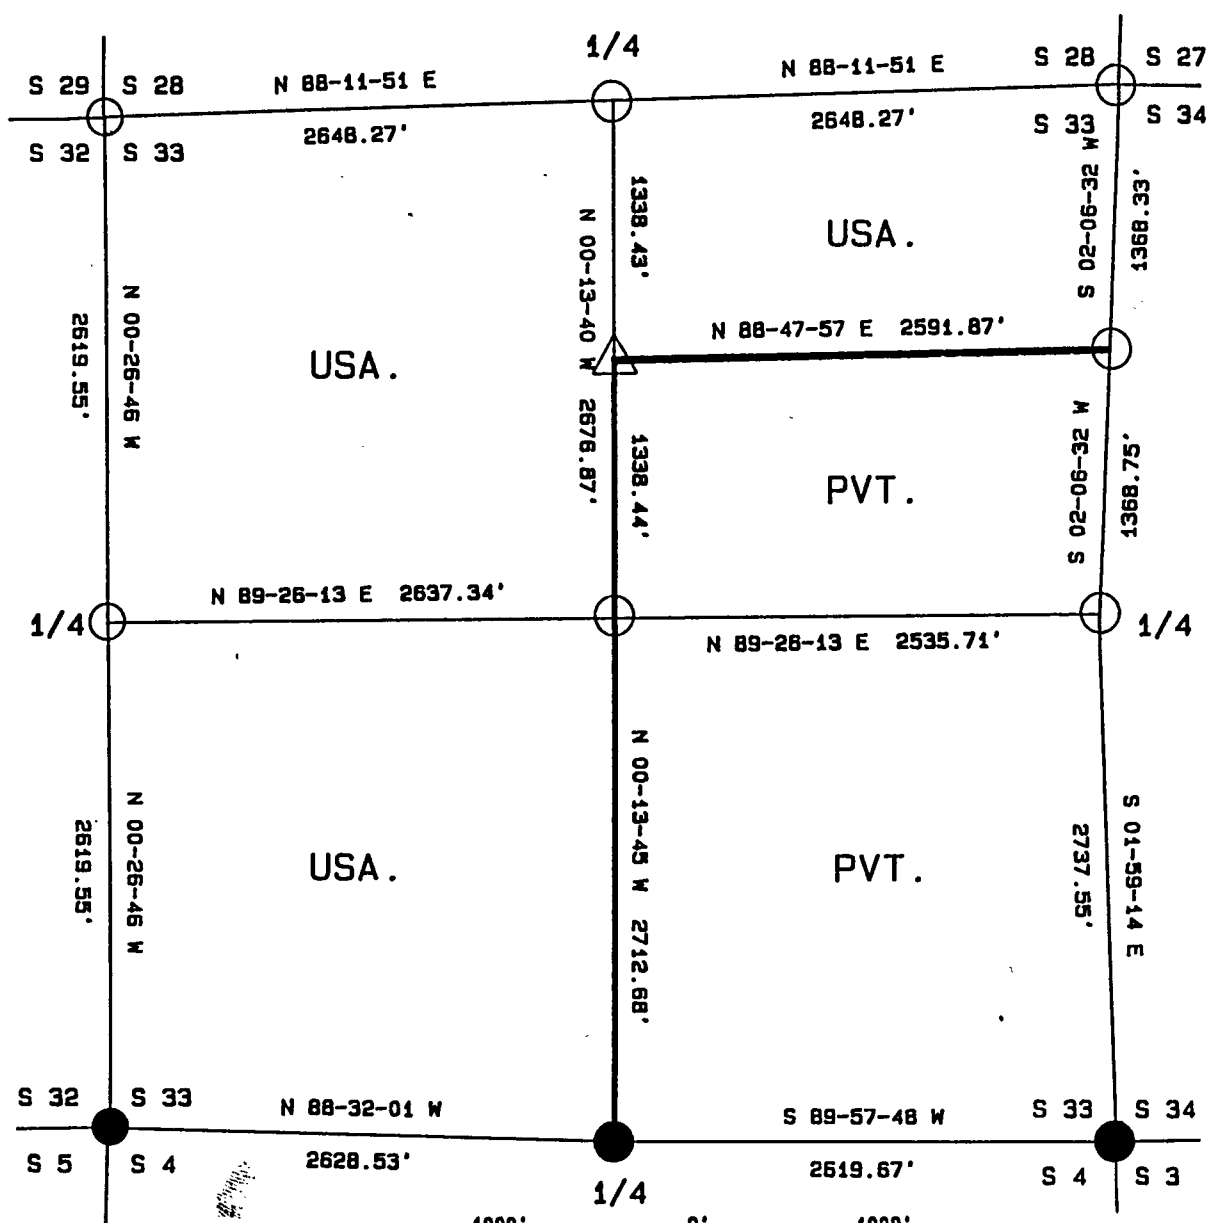 1/4
S 29 S 28
N 88-11-51 E
N 88-11-51 E
S 28 S 27
S 32 S 33
2648.27'
2648.27'
S 33 S 34
1338.43'
N 00-13-40 W 2676.87'
S 02-06-32 W
1368.33'
USA.
N 88-47-57 E 2591.87'
N 00-26-46 W
2619.55'
USA.
1338.44'
PVT.
S 02-06-32 W
1368.75'
1/4
N 89-26-13 E 2637.34'
N 89-26-13 E 2535.71'
1/4
N 00-13-45 W 2712.68'
N 00-26-46 W
2619.55'
USA.
PVT.
2737.55'
S 01-59-14 E
S 32 S 33
N 88-32-01 W
S 89-57-48 W
S 33 S 34
S 5 S 4
2628.53'
2619.67'
S 4 S 3
1/4